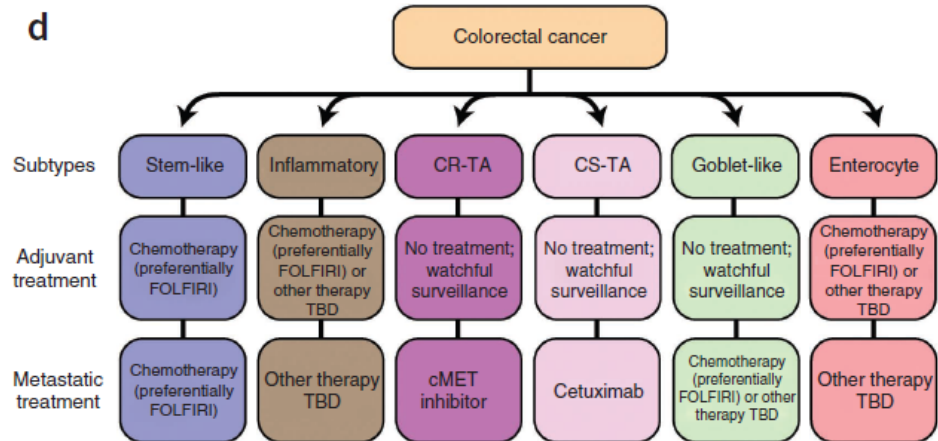 d
Colorectal cancer
Subtypes
Stem-like
Inflammatory
CR-TA
CS-TA
Goblet-like
Enterocyte
Adjuvant
treatment
Chemotherapy
(preferentially
FOLFIRI)
Chemotherapy
(preferentially
FOLFIRI) or
other therapy
TBD
No treatment;
watchful
surveillance
No treatment;
watchful
surveillance
No treatment;
watchful
surveillance
Chemotherapy
(preferentially
FOLFIRI) or
other therapy
TBD
Metastatic
treatment
Chemotherapy
(preferentially
FOLFIRI)
Other therapy
TBD
cMET
inhibitor
Cetuximab
Chemotherapy
(preferentially
FOLFIRI) or other
therapy TBD
Other therapy
TBD